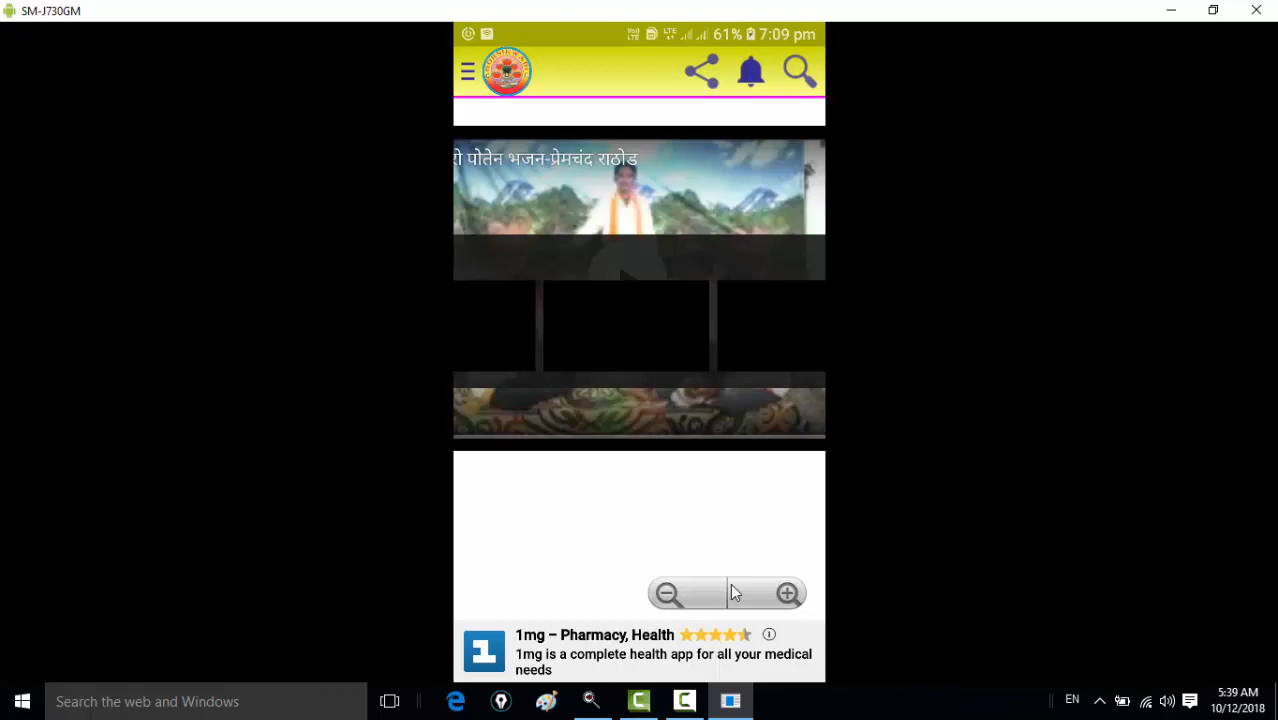 SM-J730GM
LTE 61% 7:09 pm
रो पोतेन भजन-प्रेमचंद राठोड
1mg – Pharmacy, Health
1mg is a complete health app for all your medical
needs
Search the web and Windows
EN
5:39 AM
10/12/2018